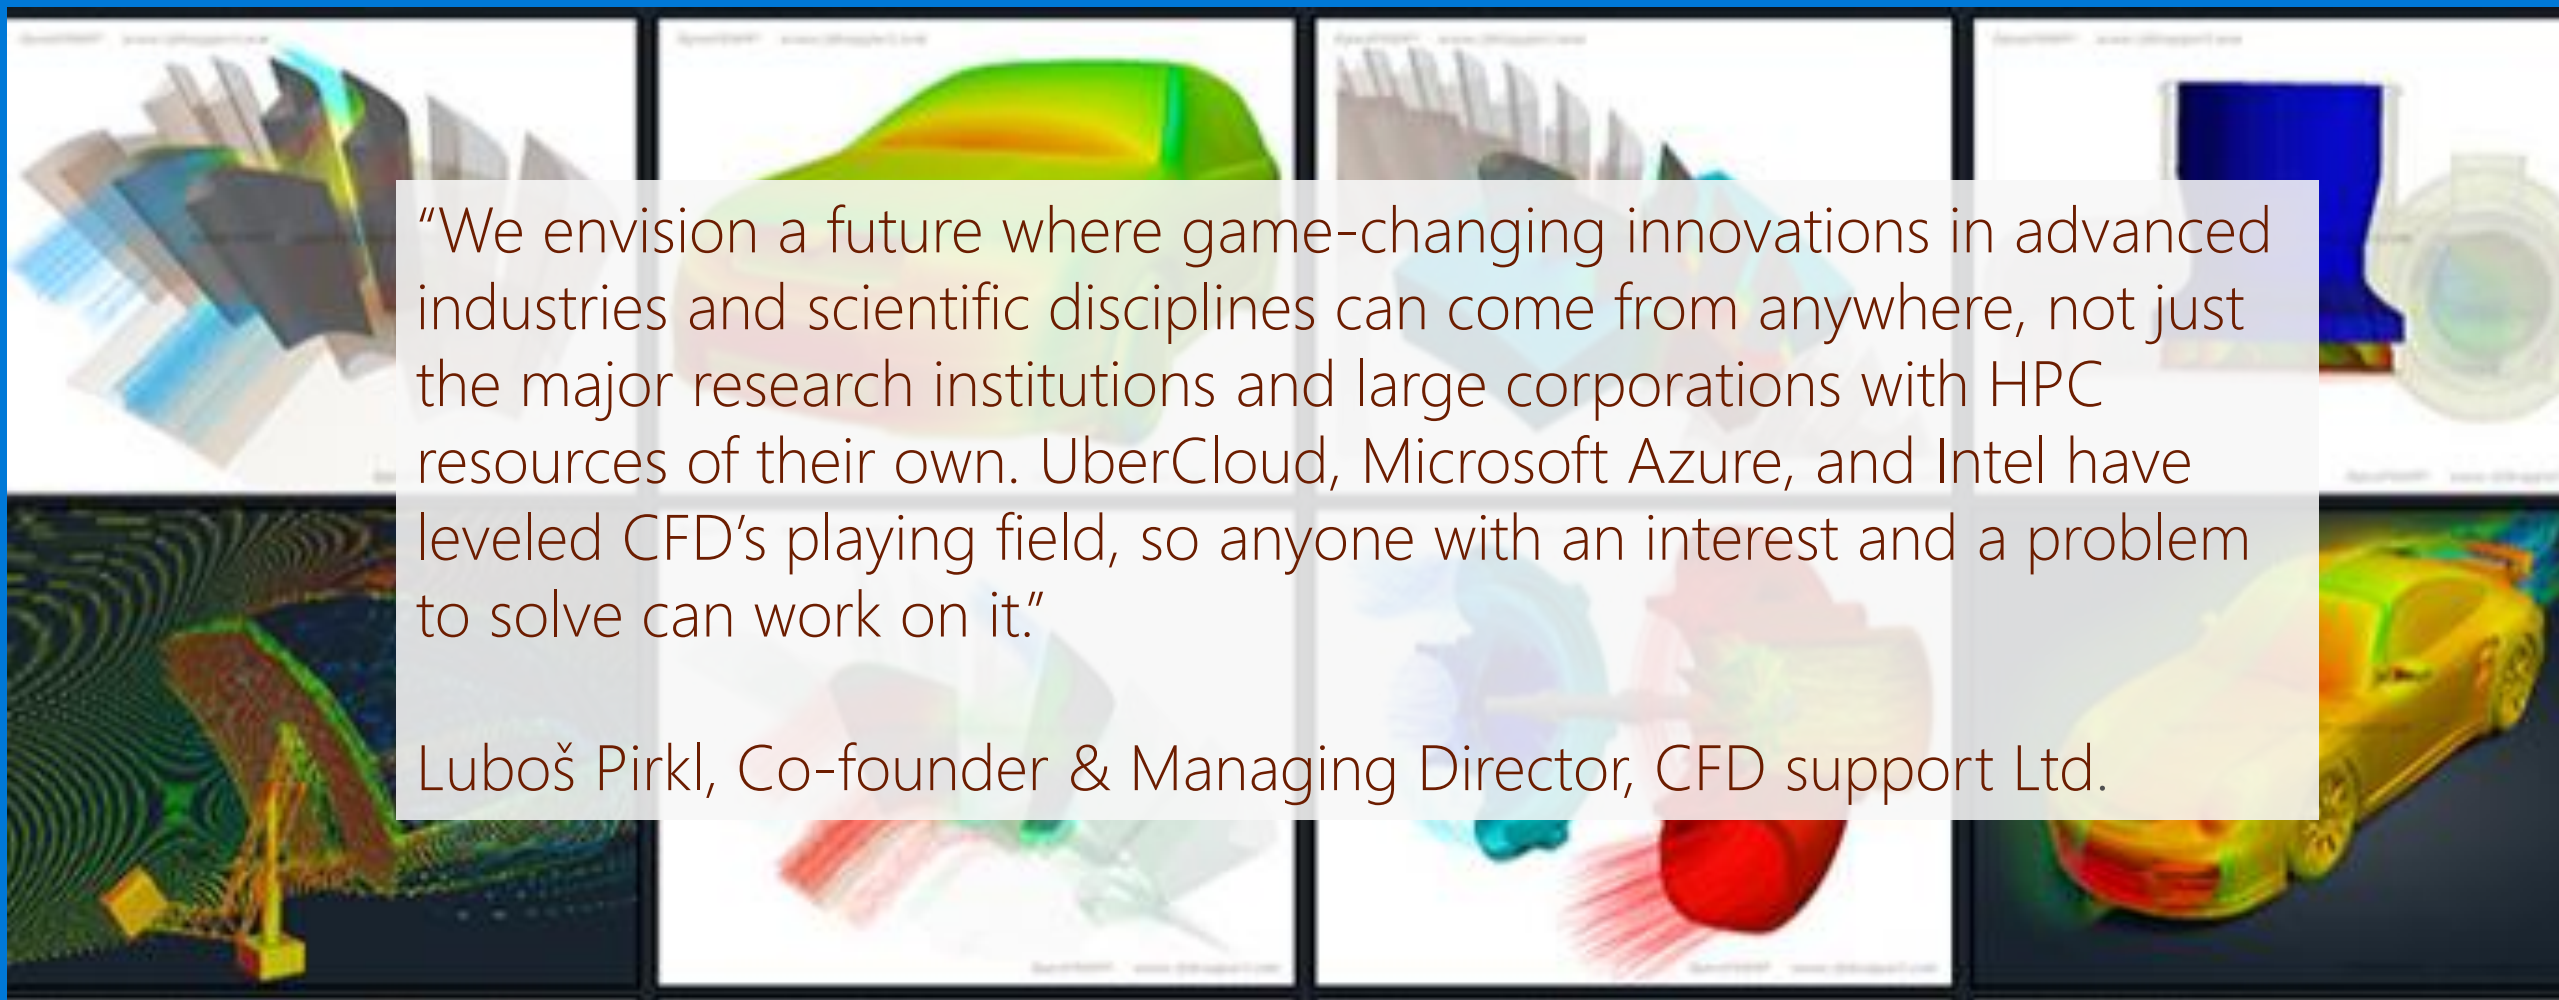 “We envision a future where game-changing innovations in advanced
industries and scientific disciplines can come from anywhere, not just
the major research institutions and large corporations with HPC
resources of their own. UberCloud, Microsoft Azure, and Intel have
leveled CFD’s playing field, so anyone with an interest and a problem
to solve can work on it.”
Luboš Pirkl, Co-founder & Managing Director, CFD support Ltd.